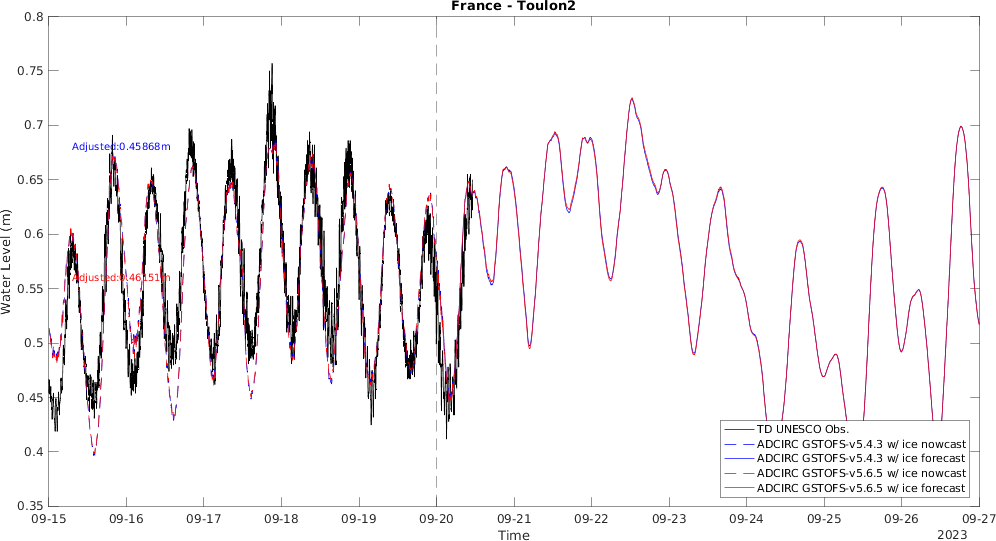 France - Toulon2
0.8
0.75
0.7
0.65
0.6
0.55
0.5
0.45
0.4
0.35
Water Level (m)
Adjusted:0.45868m
Adjusted:0.46151m
TD UNESCO Obs.
ADCIRC GSTOFS-v5.4.3 w/ ice nowcast
ADCIRC GSTOFS-v5.4.3 w/ ice forecast
ADCIRC GSTOFS-v5.6.5 w/ ice nowcast
ADCIRC GSTOFS-v5.6.5 w/ ice forecast
09-15 09-16 09-17 09-18 09-19 09-20 09-21 09-22 09-23 09-24 09-25 09-26 09-27
Time
2023